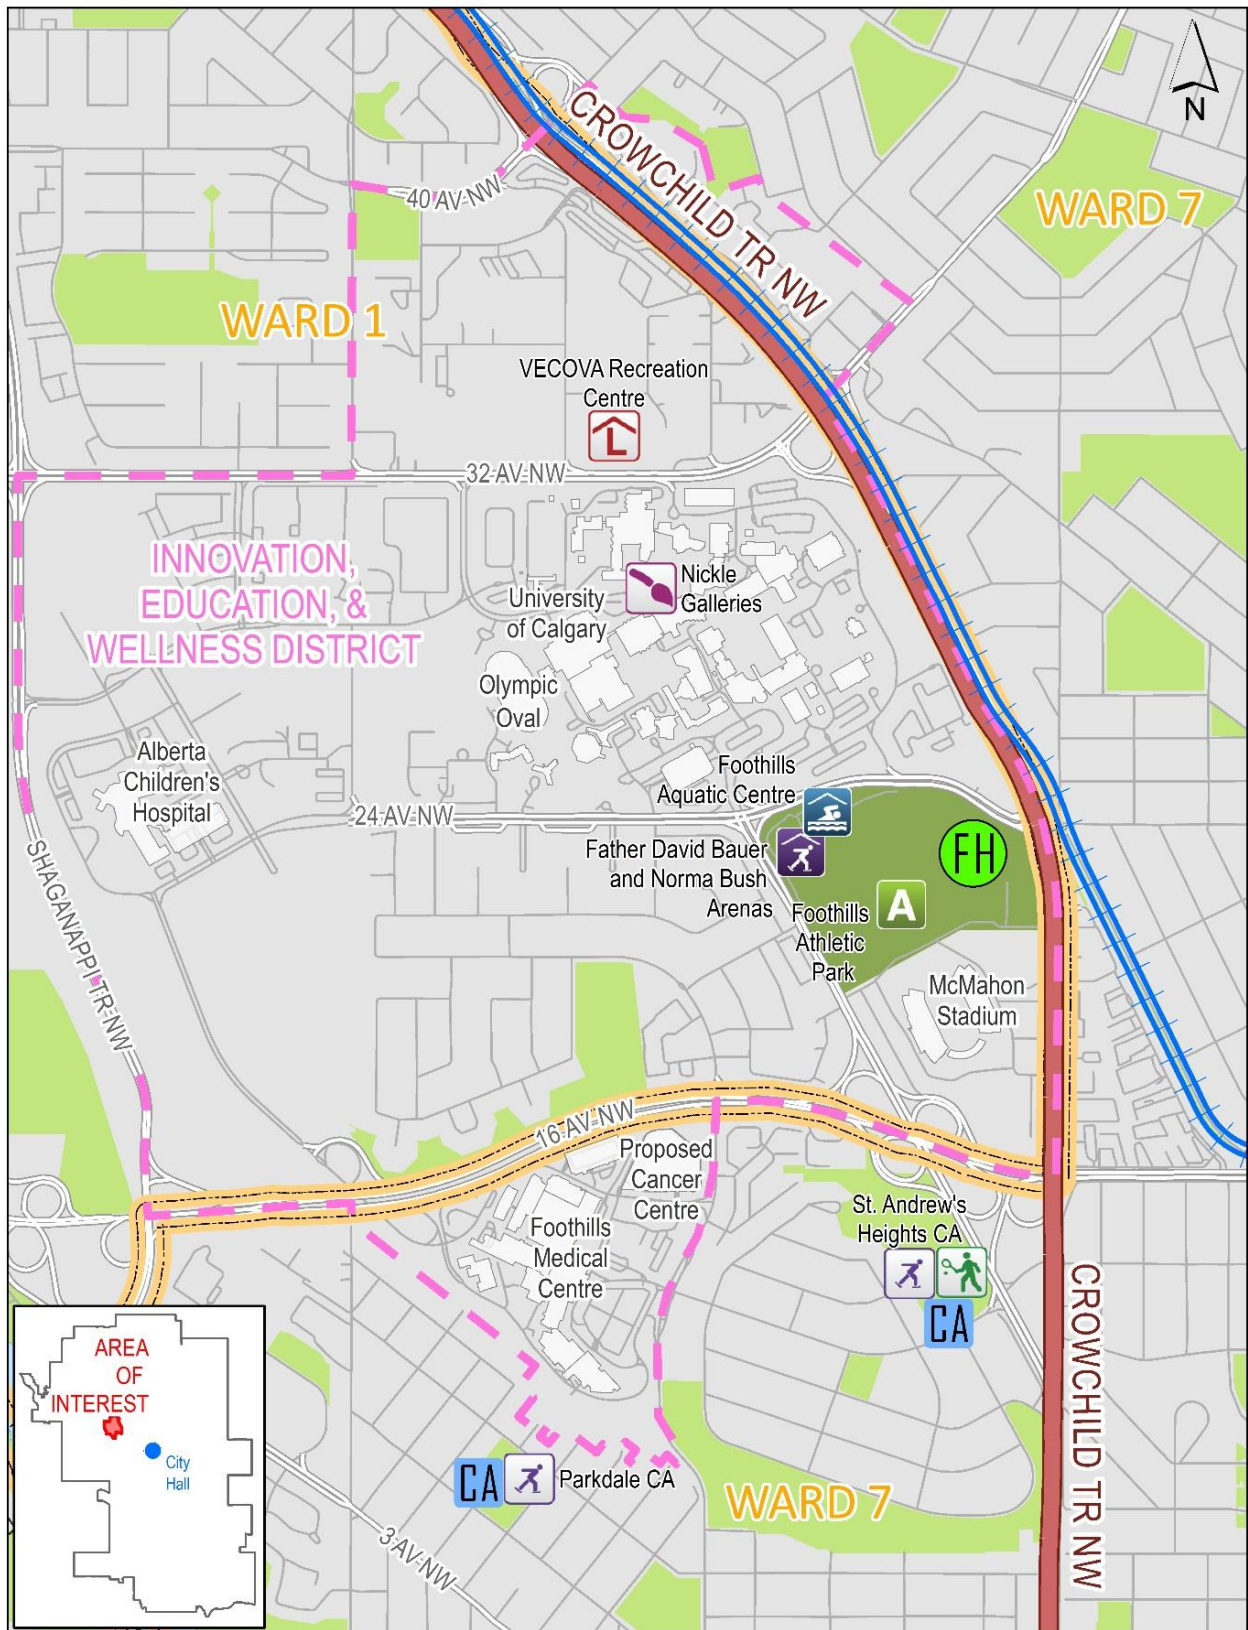 N
CROWCHILD TR NW
40 AV NW
WARD 7
WARD 1
VECOVA Recreation
Centre
L
32 AV NW
INNOVATION,
EDUCATION, &
WELLNESS DISTRICT
Nickle
Galleries
University
of Calgary
Olympic
Oval
Alberta
Children's
Hospital
Foothills
Aquatic Centre
24 AV NW
Father David Bauer
and Norma Bush
Arenas
FH
A
Foothills
Athletic
Park
McMahon
Stadium
SHAGANAPPI TR NW
16 AV NW
Proposed
Cancer
Centre
Foothills
Medical
Centre
St. Andrew's
Heights CA
CA
CROWCHILD TR NW
AREA
OF
INTEREST
City
Hall
CA
Parkdale CA
WARD 7
3 AV NW